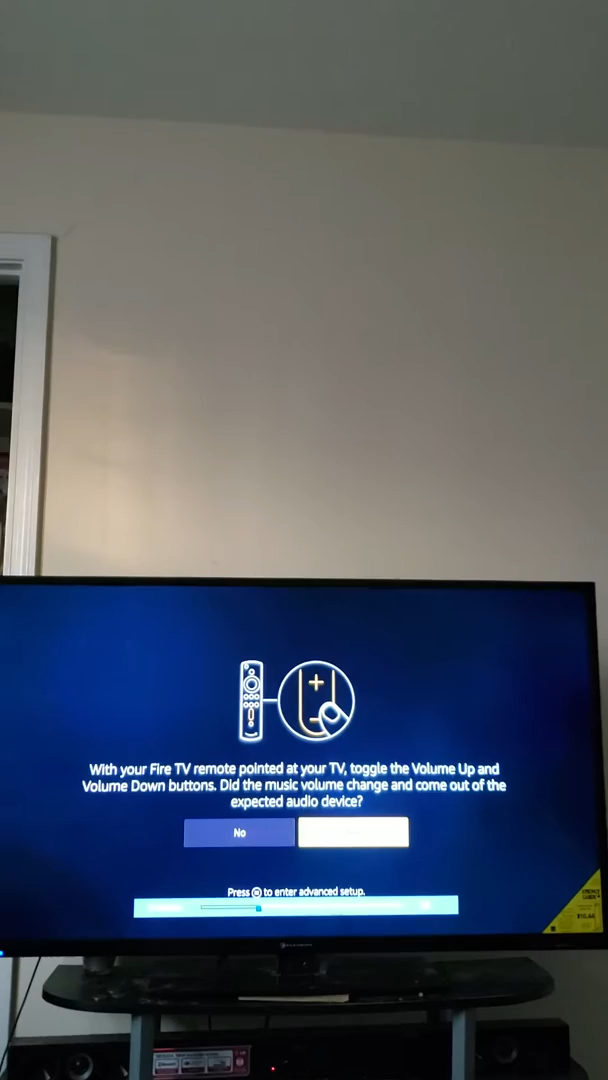 With your Fire TV remote pointed at your TV, toggle the Volume Up and
Volume Down buttons. Did the music volume change and come out of the
expected audio device?
No
Press to enter advanced setup.